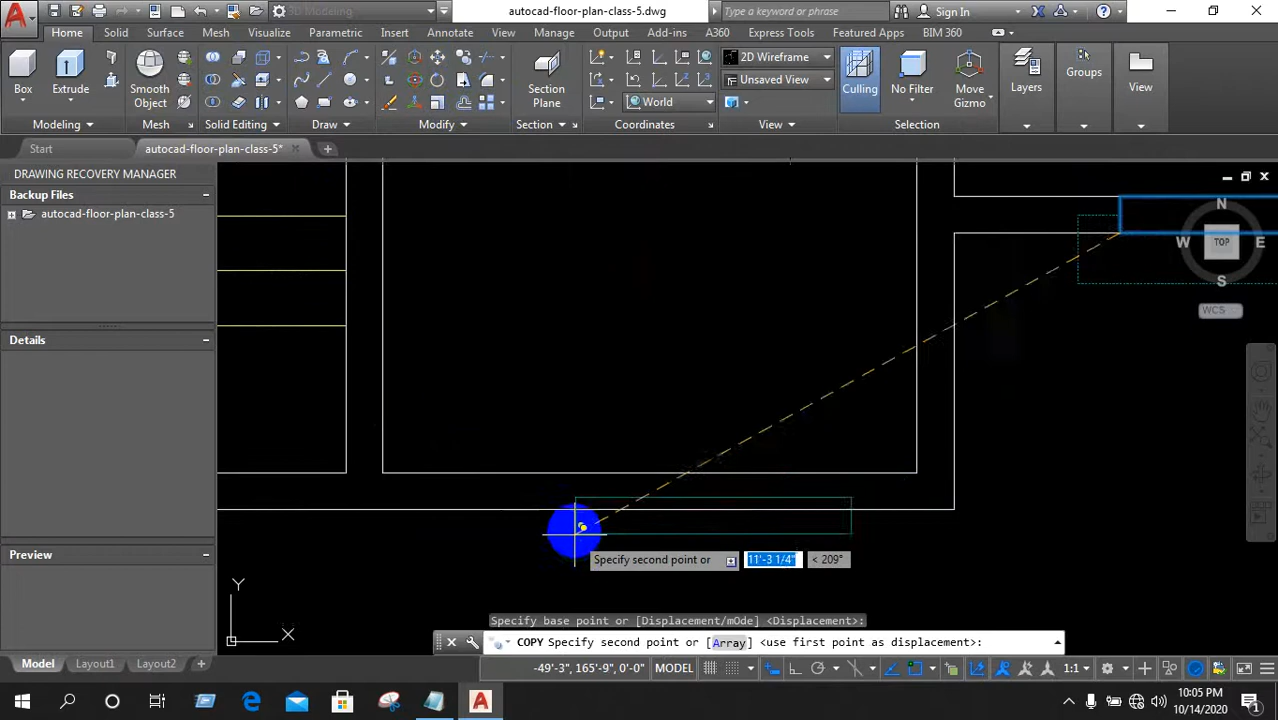 3D Modeling
autocad-floor-plan-class-5.dwg
Type a keyword or phrase
Sign In
Home Solid Surface Mesh Visualize Parametric Insert Annotate View Manage Output Add-ins A360 Express Tools Featured Apps BIM 360
Box
Extrude
Smooth
Object
Section
Plane
2D Wireframe
Unsaved View
World
Culling
No Filter
Move
Gizmo
Layers
Groups
View
Modeling Mesh Solid Editing Draw Modify Section Coordinates View Selection
Start
autocad-floor-plan-class-5*
DRAWING RECOVERY MANAGER
Backup Files
autocad-floor-plan-class-5
Details
Preview
N
W
TOP
E
S
WCS
Specify second point or
11'-3 1/4"
< 209°
Y
X
Specify base point or [Displacement/mOde] <Displacement>:
COPY Specify second point or [Array] <use first point as displacement>:
Model Layout1 Layout2
-49'-3", 165'-9", 0'-0"
MODEL
1:1
10:05 PM
10/14/2020
1